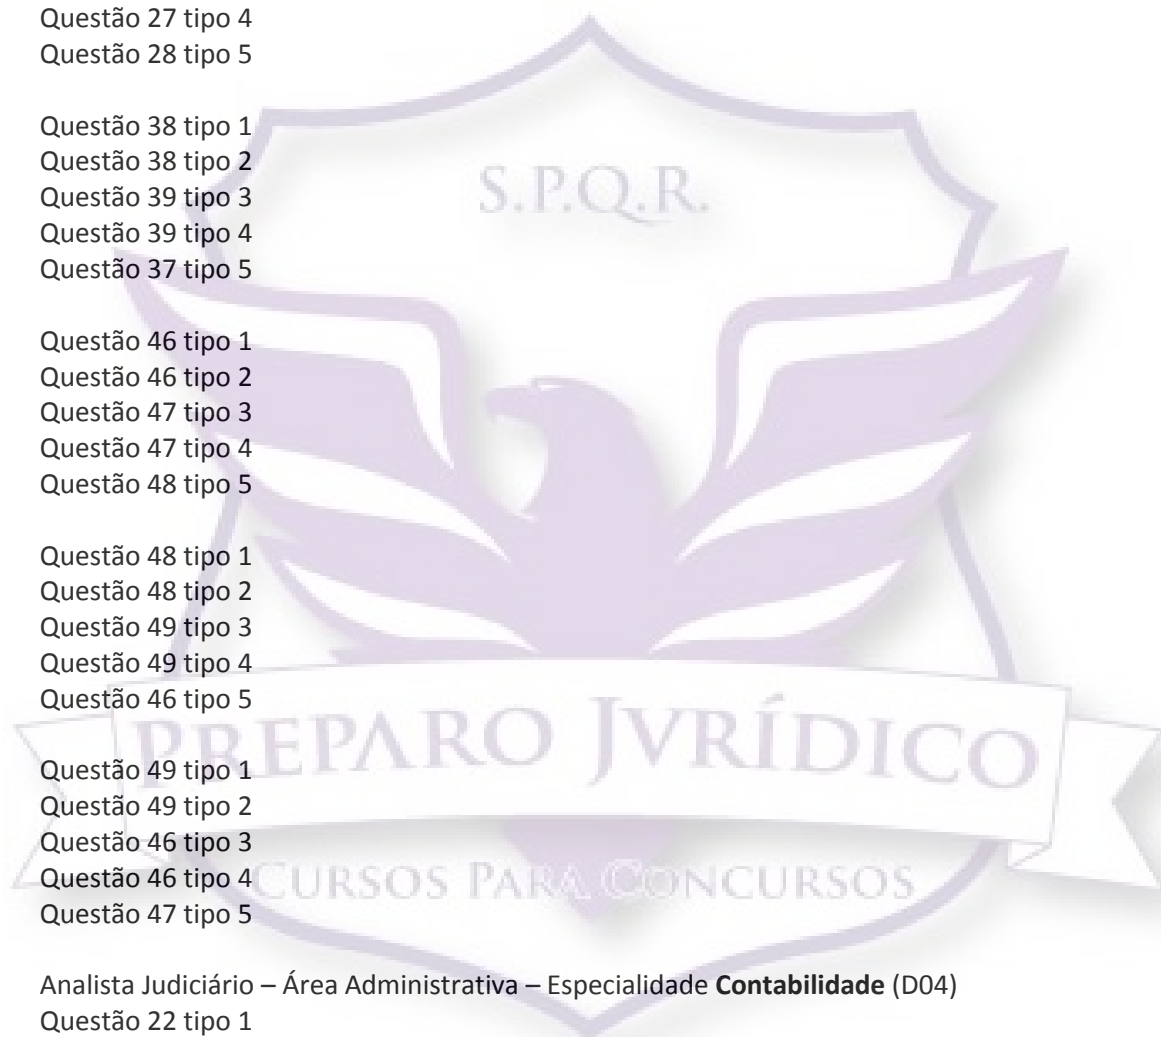 Questão 27 tipo 4
Questão 28 tipo 5
Questão 38 tipo 1
Questão 38 tipo 2
Questão 39 tipo 3
Questão 39 tipo 4
Questão 37 tipo 5
S.P.Q.R.
Questão 46 tipo 1
Questão 46 tipo 2
Questão 47 tipo 3
Questão 47 tipo 4
Questão 48 tipo 5
Questão 48 tipo 1
Questão 48 tipo 2
Questão 49 tipo 3
Questão 49 tipo 4
Questão 46 tipo 5
PREPARO JVRÍDICO
Questão 49 tipo 1
Questão 49 tipo 2
Questão 46 tipo 3
Questão 46 tipo 4
Questão 47 tipo 5
CURSOS PARA CONCURSOS
Analista Judiciário – Área Administrativa – Especialidade Contabilidade (D04)
Questão 22 tipo 1